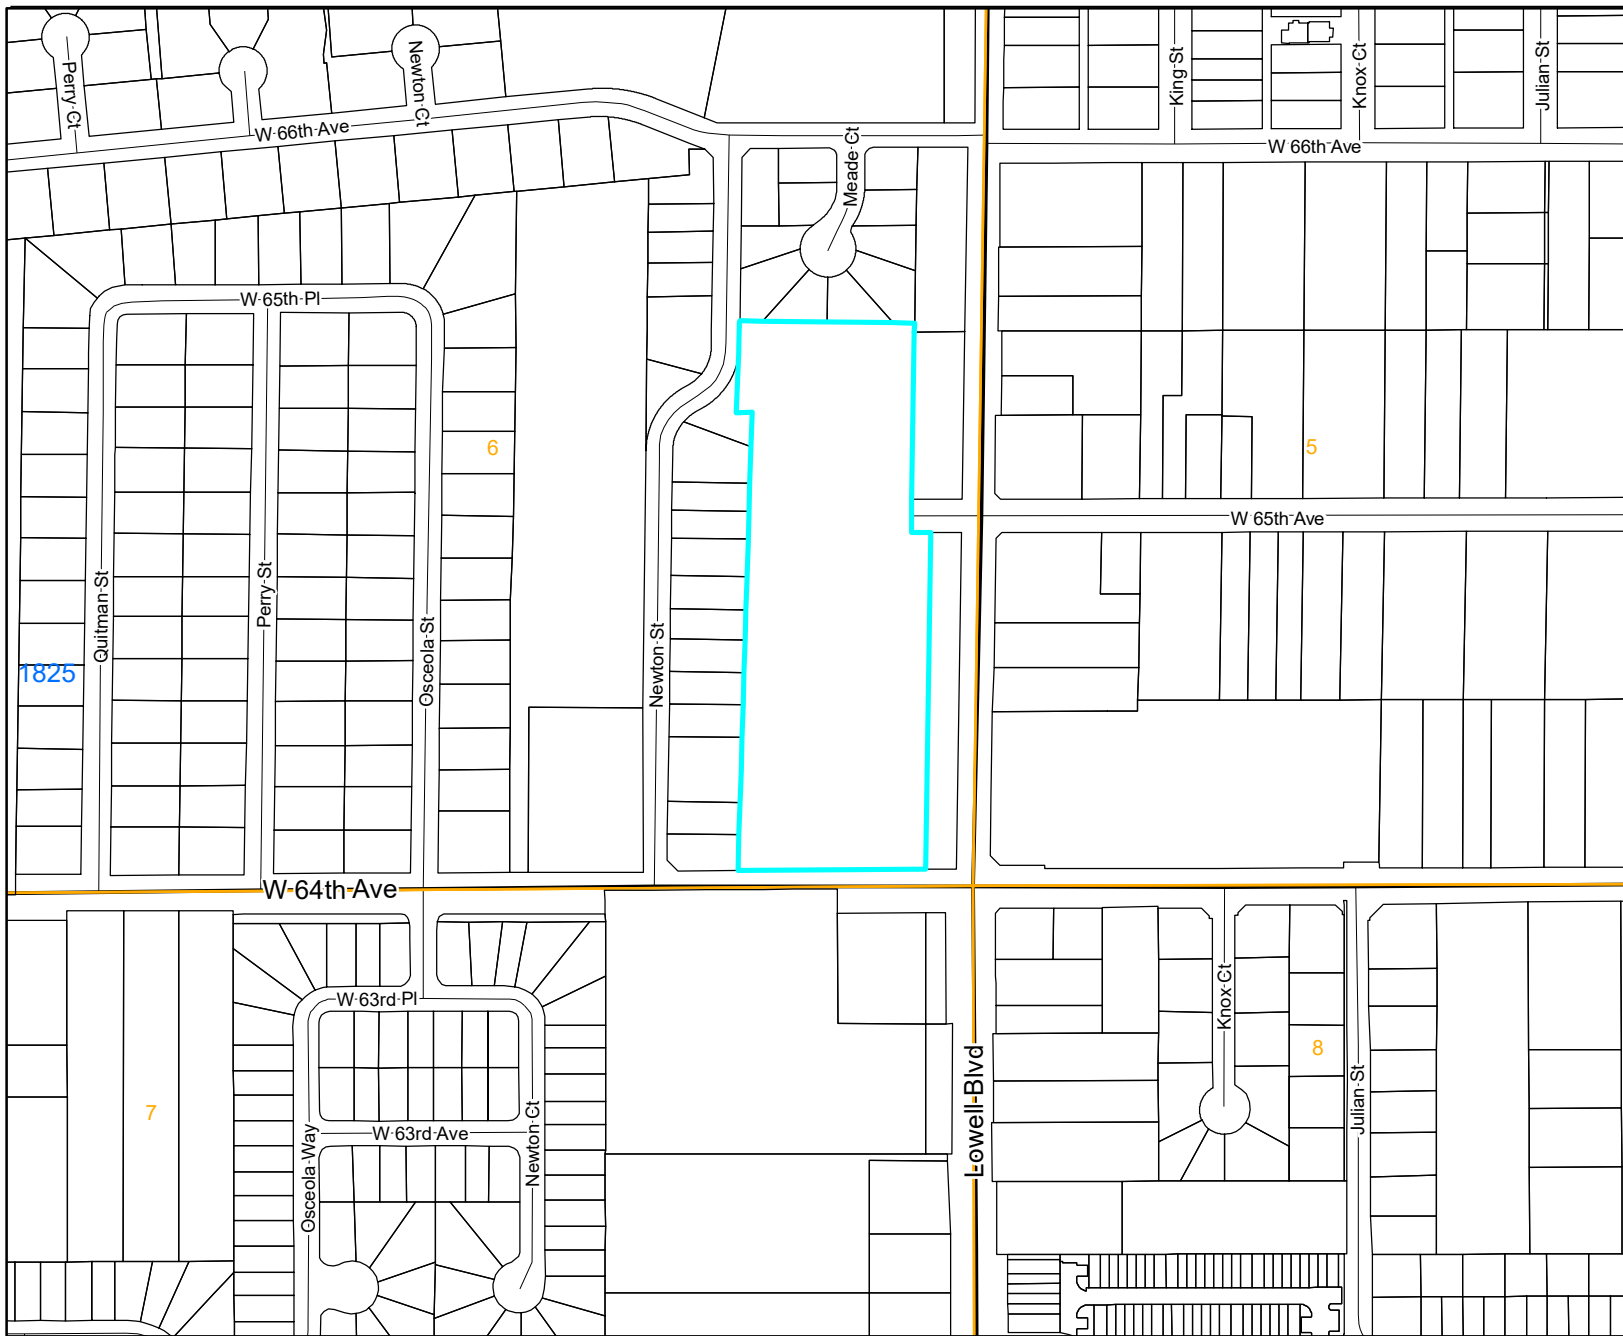 Perry Ct
Newton Ct
King St
Knox Ct
Julian St
W 66th Ave
W 66th Ave
Meade Ct
W 65th Pl
6
5
W 65th Ave
Quitman St
Perry St
Osceola St
Newton St
1825
W 64th Ave
W 63rd Pl
Knox Ct
8
Lowell Blvd
Julian St
7
W 63rd Ave
Osceola Way
Newton Ct